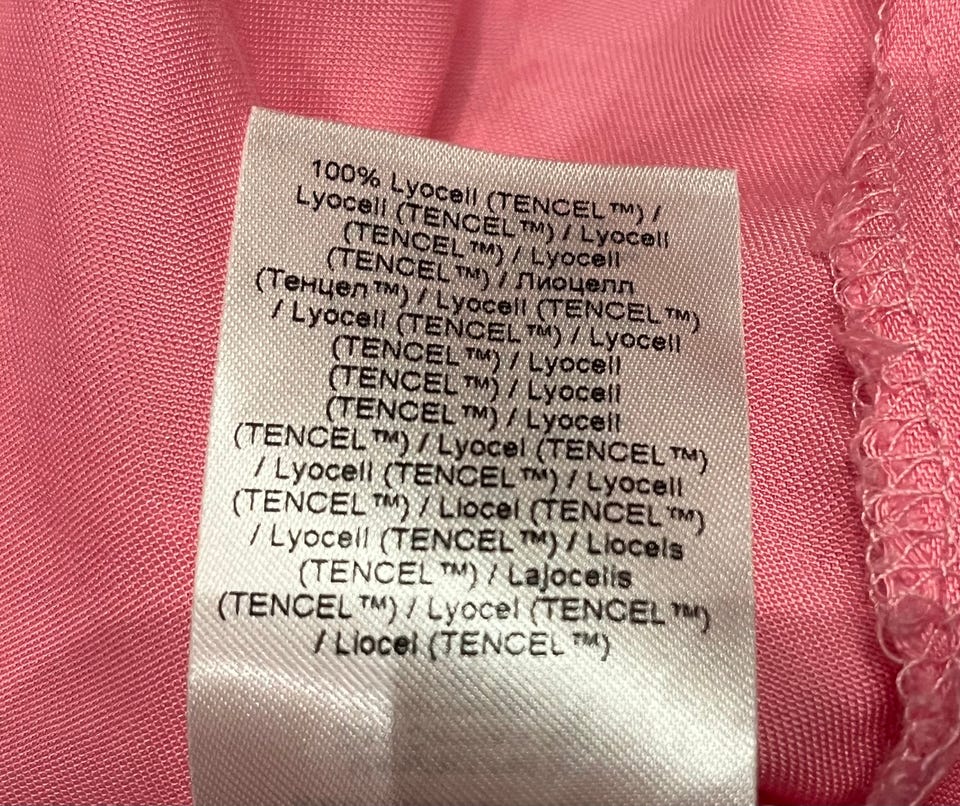 100% Lyocell (TENCEL™) /
Lyocell (TENCEL™) / Lyocell
(TENCEL™) / Lyocell
(TENCEL™) / Лиоцелл
(Тенцел™) / Lyocell (TENCEL™)
/ Lyocell (TENCEL™) / Lyocell
(TENCEL™) / Lyocell
(TENCEL™) / Lyocell
(TENCEL™) / Lyocell
(TENCEL™) / Lyocel (TENCEL™)
/ Lyocell (TENCEL™) / Lyocell
(TENCEL™) / Liocel (TENCEL™)
/ Lyocell (TENCEL™) / Liocels
(TENCEL™) / Lajocells
(TENCEL™) / Lyocel (TENCEL™)
/ Liocel (TENCEL™)